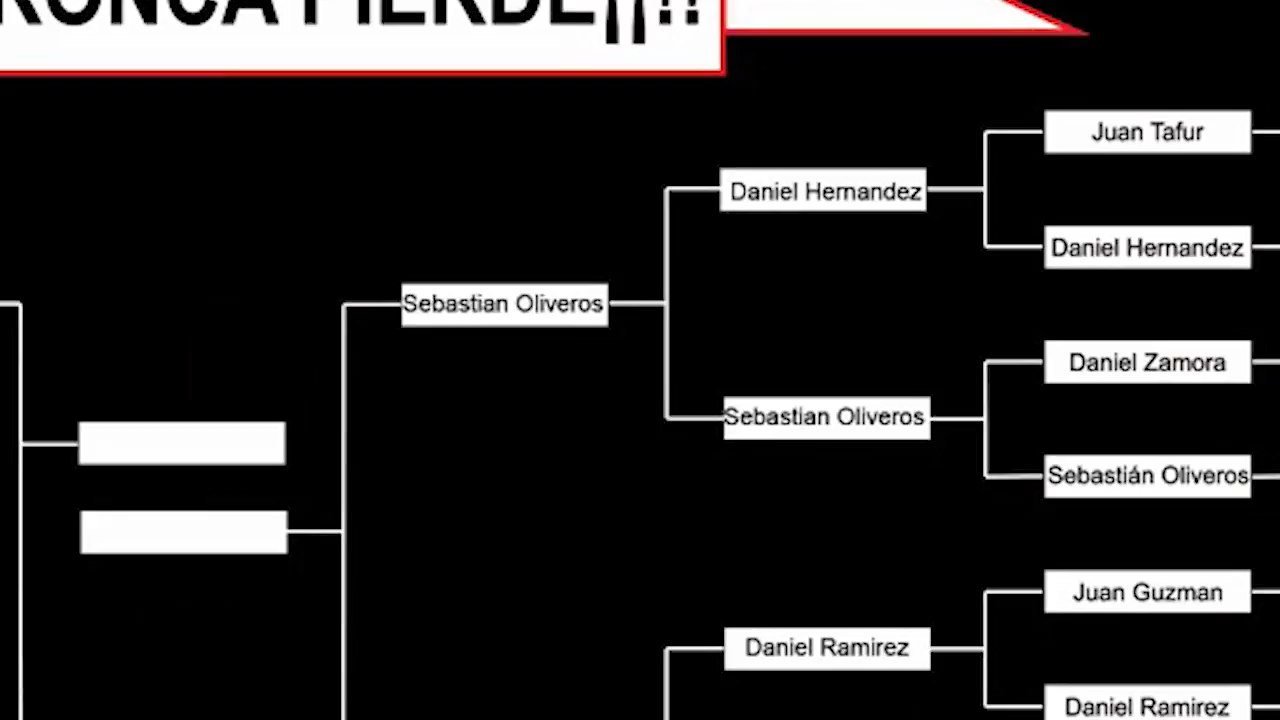 PIERDE¡¡!!
Juan Tafur
Daniel Hernandez
Daniel Hernandez
Sebastian Oliveros
Daniel Zamora
Sebastian Oliveros
Sebastián Oliveros
Juan Guzman
Daniel Ramirez
Daniel Ramirez